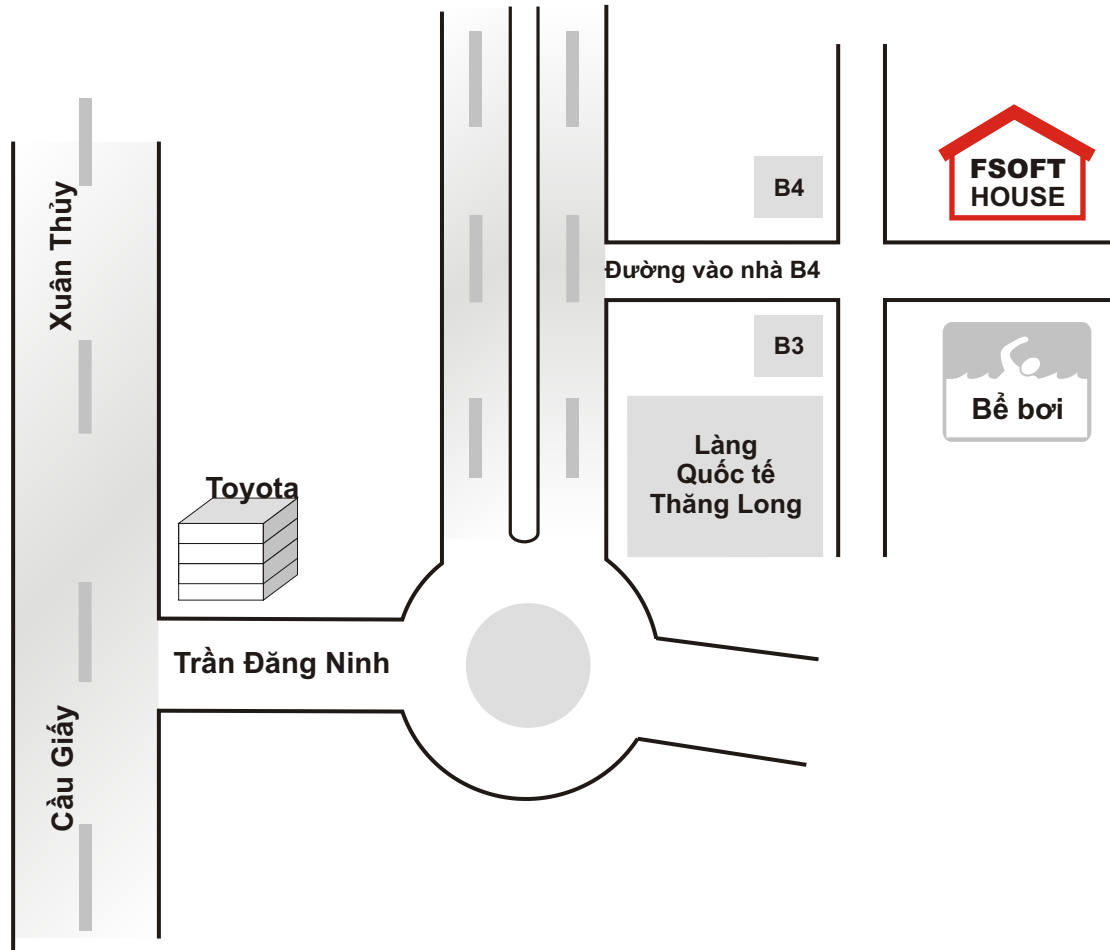 Xuân Thủy
B4
FSOFT
HOUSE
Đường vào nhà B4
B3
Bể bơi
Làng
Quốc tế
Thăng Long
Toyota
Trần Đăng Ninh
Cầu Giấy